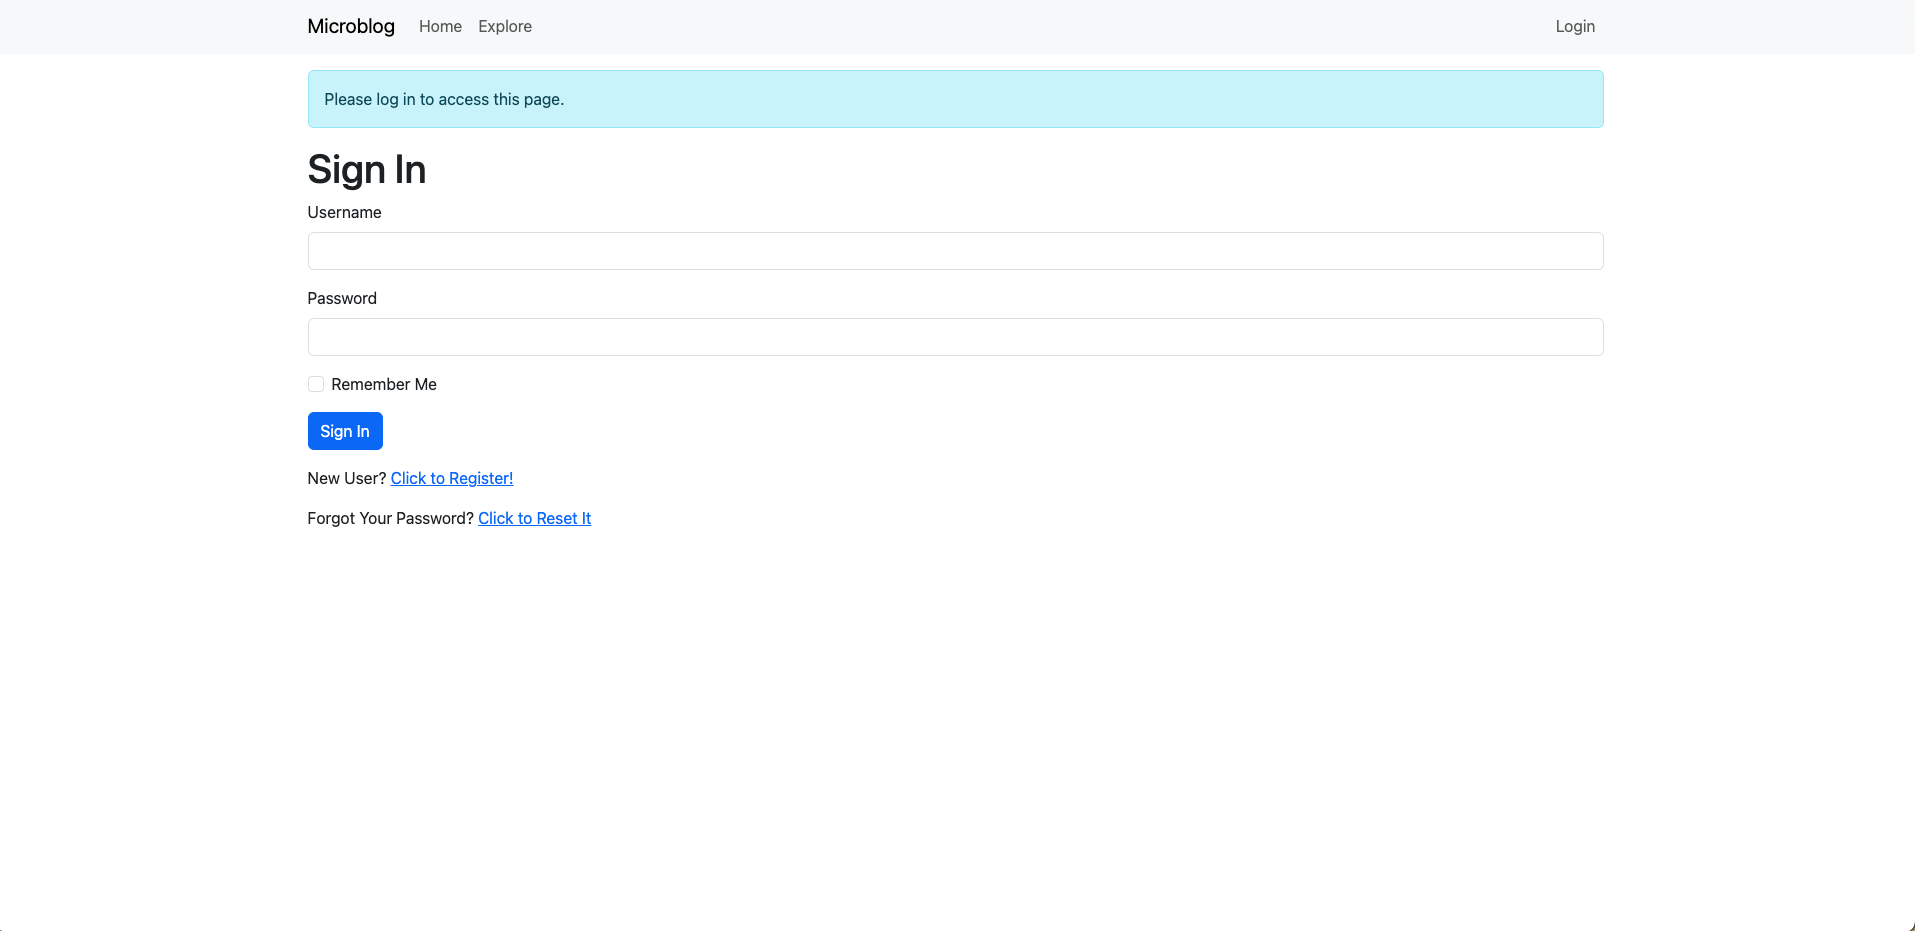 Microblog Home Explore Login
Please log in to access this page.
Sign In
Username
Password
Remember Me
Sign In
New User? Click to Register!
Forgot Your Password? Click to Reset It